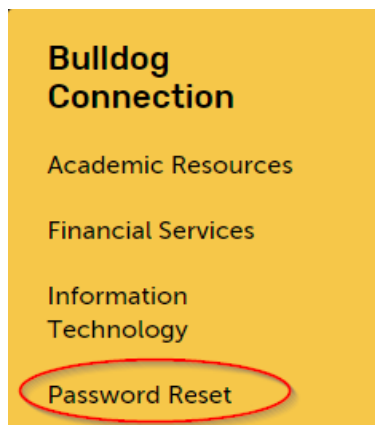 Bulldog
Connection
Academic Resources
Financial Services
Information
Technology
Password Reset